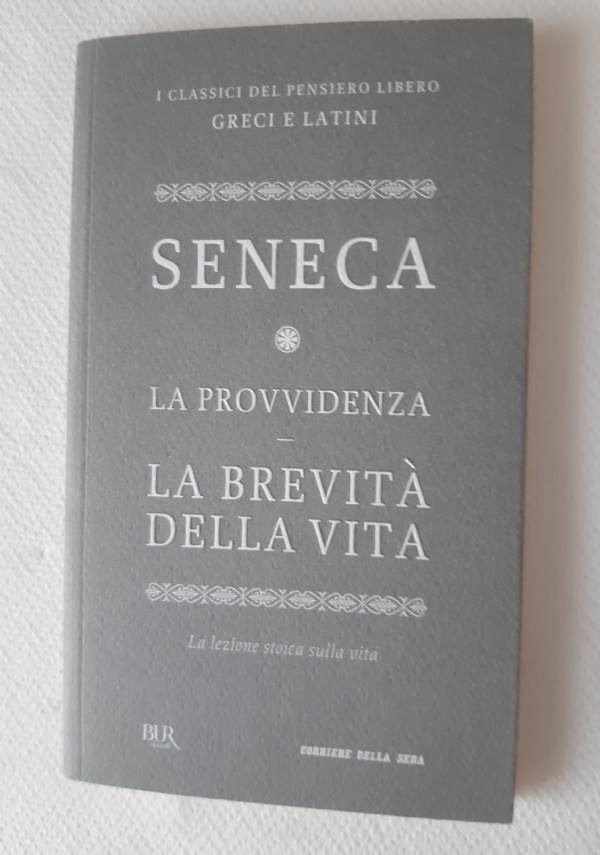 I CLASSICI DEL PENSIERO LIBERO
GRECI E LATINI
SENECA
LA PROVVIDENZA
–
LA BREVITÀ
DELLA VITA
La lezione stoica sulla vita
BUR
CORRIERE DELLA SERA